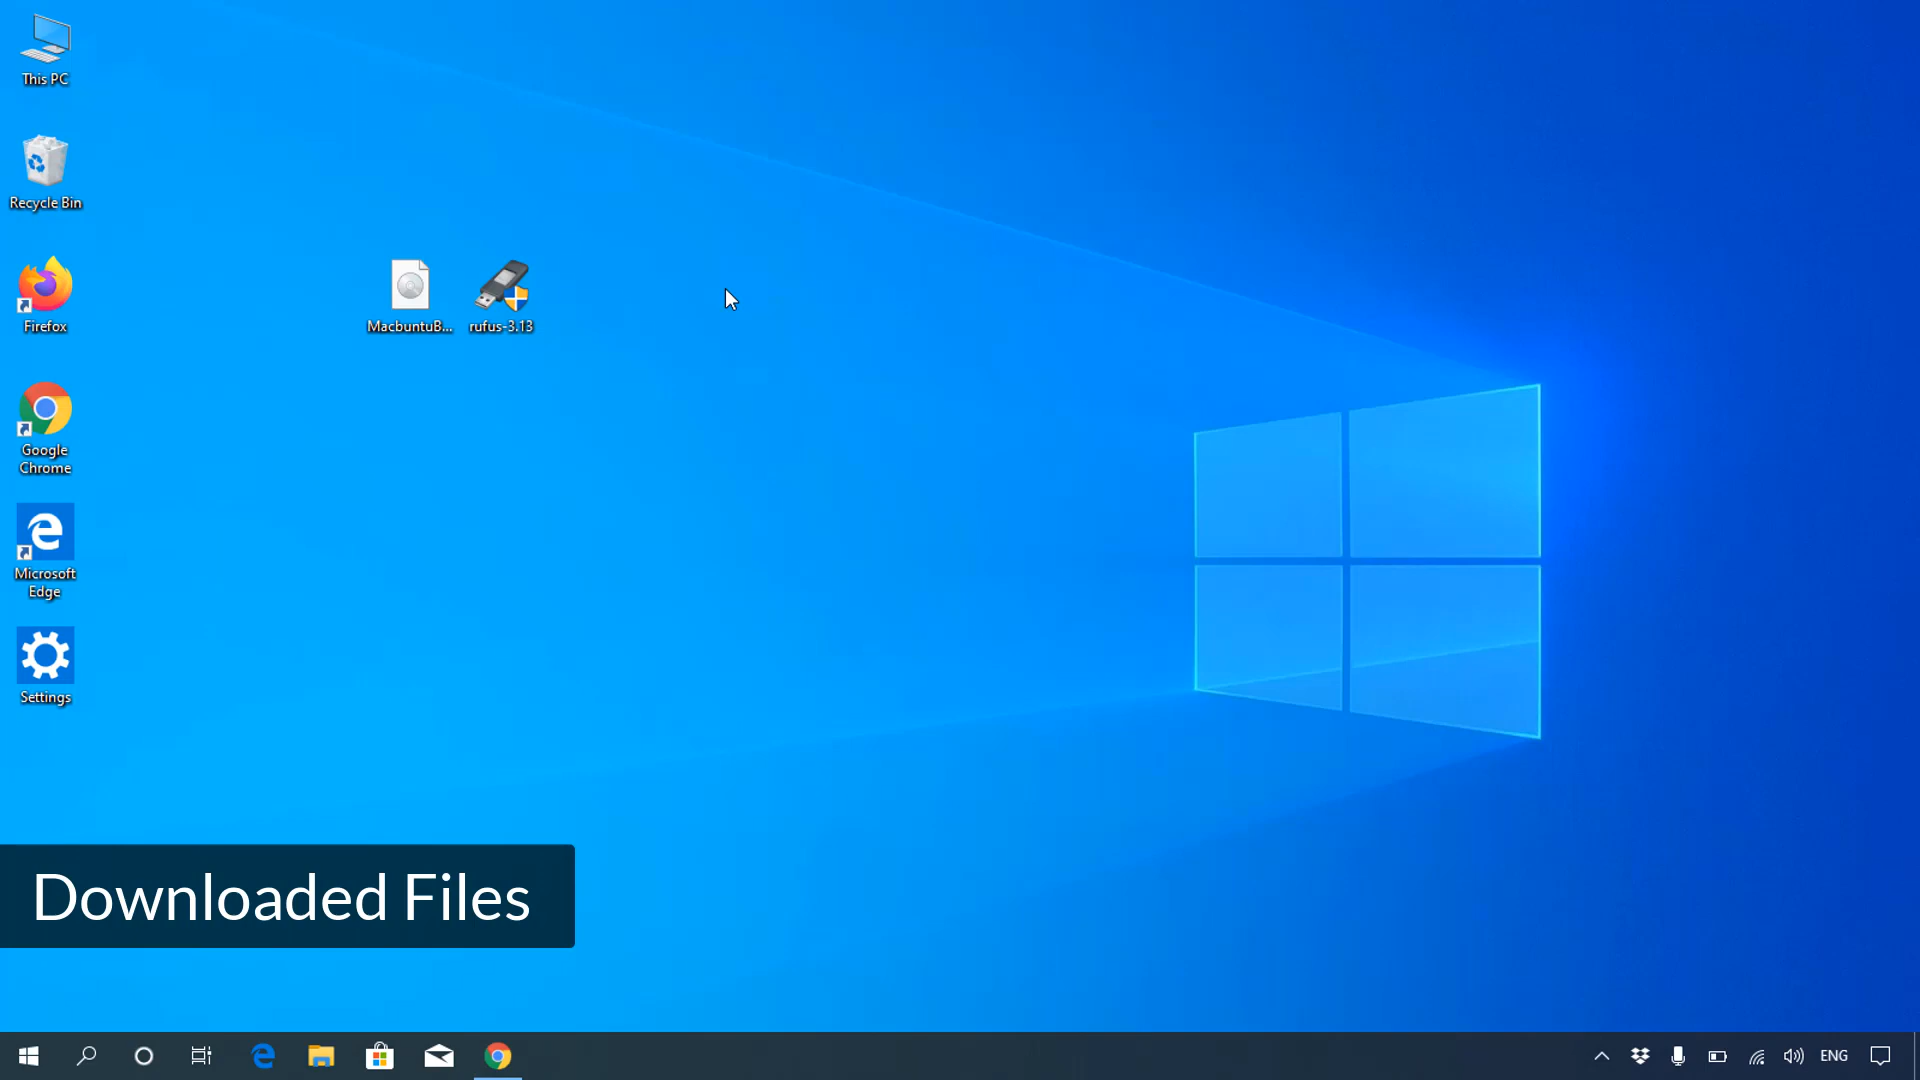 This PC
Recycle Bin
Firefox
MacbuntuB...
rufus-3.13
Google
Chrome
Microsoft
Edge
Settings
Downloaded Files
ENG